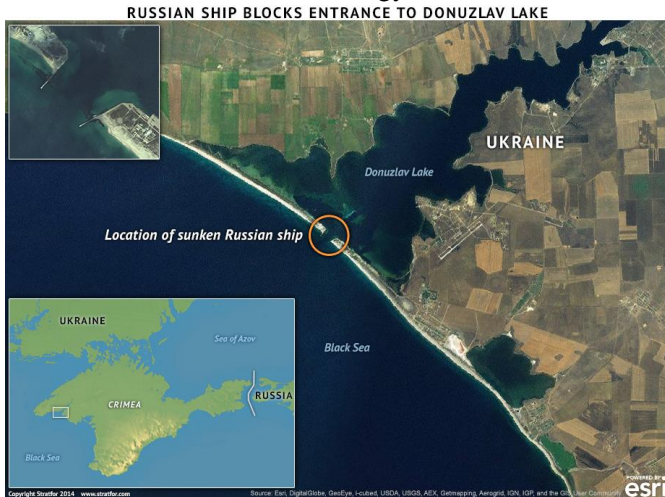 RUSSIAN SHIP BLOCKS ENTRANCE TO DONUZLAV LAKE
UKRAINE
Donuzlav Lake
Location of sunken Russian ship
Black Sea
UKRAINE
Sea of Azov
RUSSIA
CRIMEA
Black Sea
POWERED BY
esri
Copyright Stratfor 2014 www.stratfor.com
Source: Esri, DigitalGlobe, GeoEye, i-cubed, USDA, USGS, AEX, Getmapping, Aerogrid, IGN, IGP, and the GIS User Community